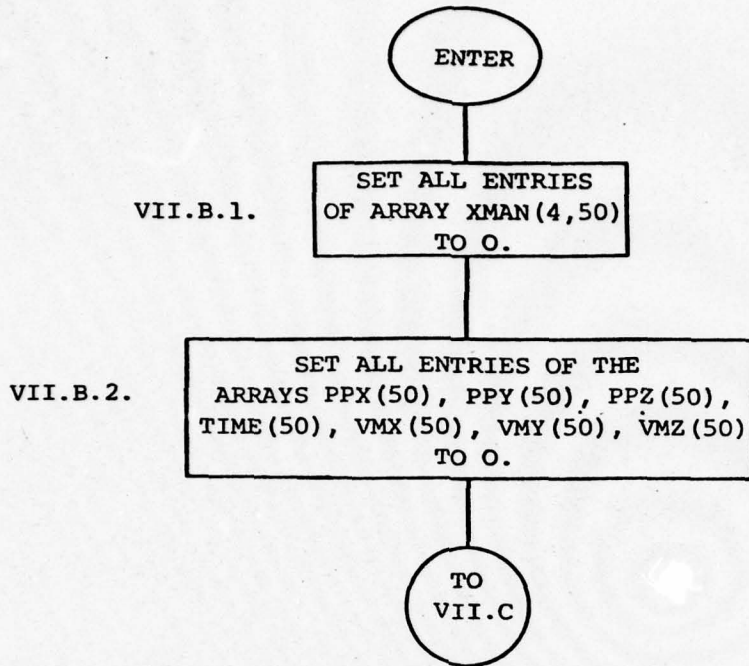 ENTER
VII.B.1.
SET ALL ENTRIES
OF ARRAY XMAN(4,50)
TO O.
VII.B.2.
SET ALL ENTRIES OF THE
ARRAYS PPX(50), PPY(50), PPZ(50),
TIME(50), VMX(50), VMY(50), VMZ(50)
TO O.
TO
VII.C